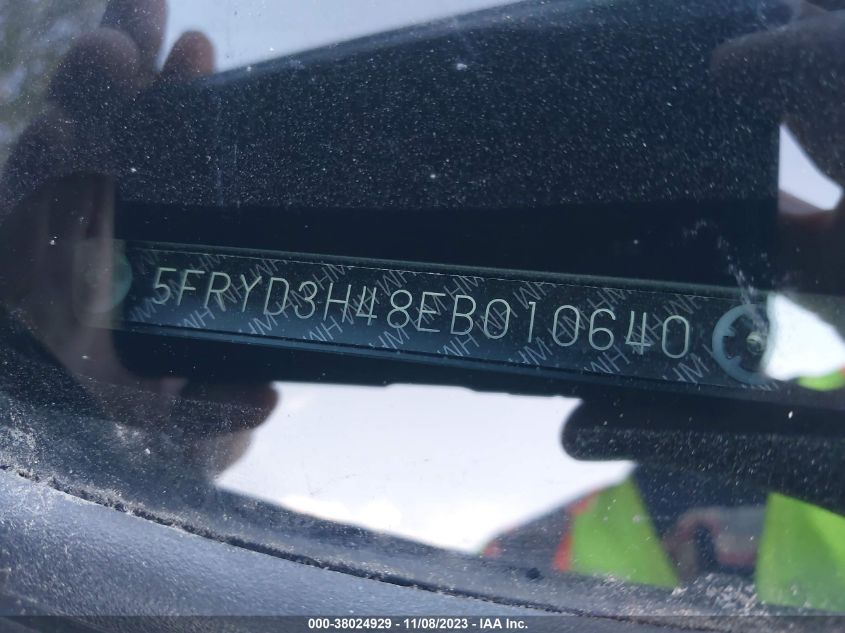 5FRYD3H48EB010640
000-38024929 - 11/08/2023 - IAA Inc.